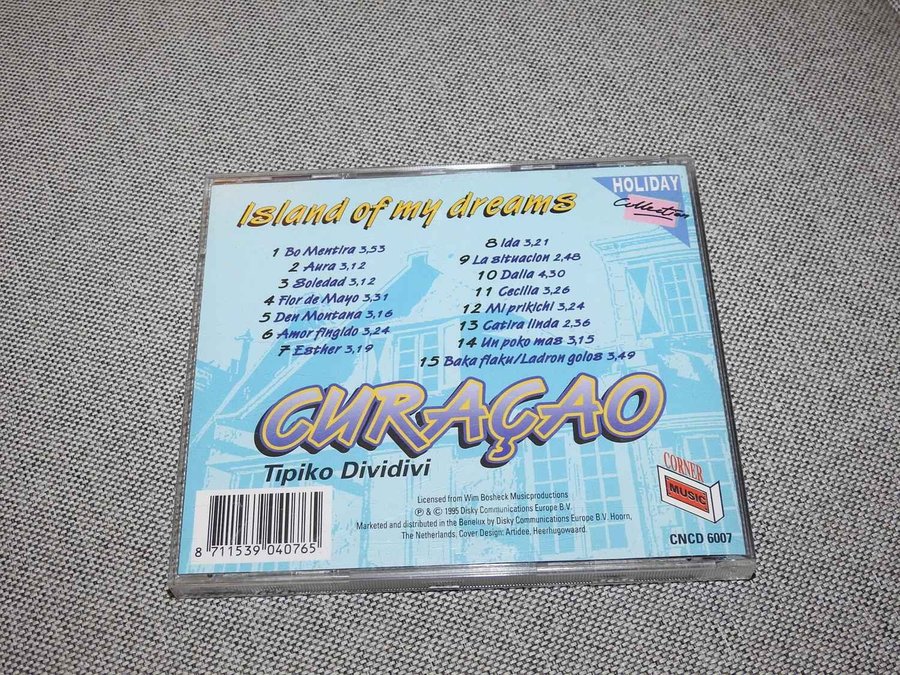 Island of my dreams
HOLIDAY
Collection
1 Bo Mentira 3,53
2 Aura 3,12
3 Soledad 3,12
4 Flor de Mayo 3,31
5 Den Montana 3,16
6 Amor fingido 3,24
7 Esther 3,19
8 Ida 3,21
9 La situacion 2,48
10 Dalia 4,30
11 Cecilia 3,26
12 Mi prikichi 3,24
13 Catira linda 2,36
14 Un poko mas 3,15
15 Baka flaku/Ladron golos 3,49
CURAÇAO
Tipiko Dividivi
CORNER
MUSIC
Licensed from Wim Bosheck Musicproductions
℗ & © 1995 Disky Communications Europe B.V.
Marketed and distributed in the Benelux by Disky Communications Europe B.V. Hoorn,
The Netherlands. Cover Design: Artidee, Heerhugowaard.
8 711539 040765
CNCD 6007